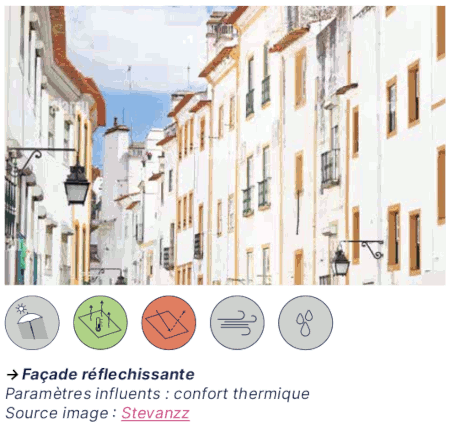 → Façade réflechissante
Paramètres influents : confort thermique
Source image : Stevanzz